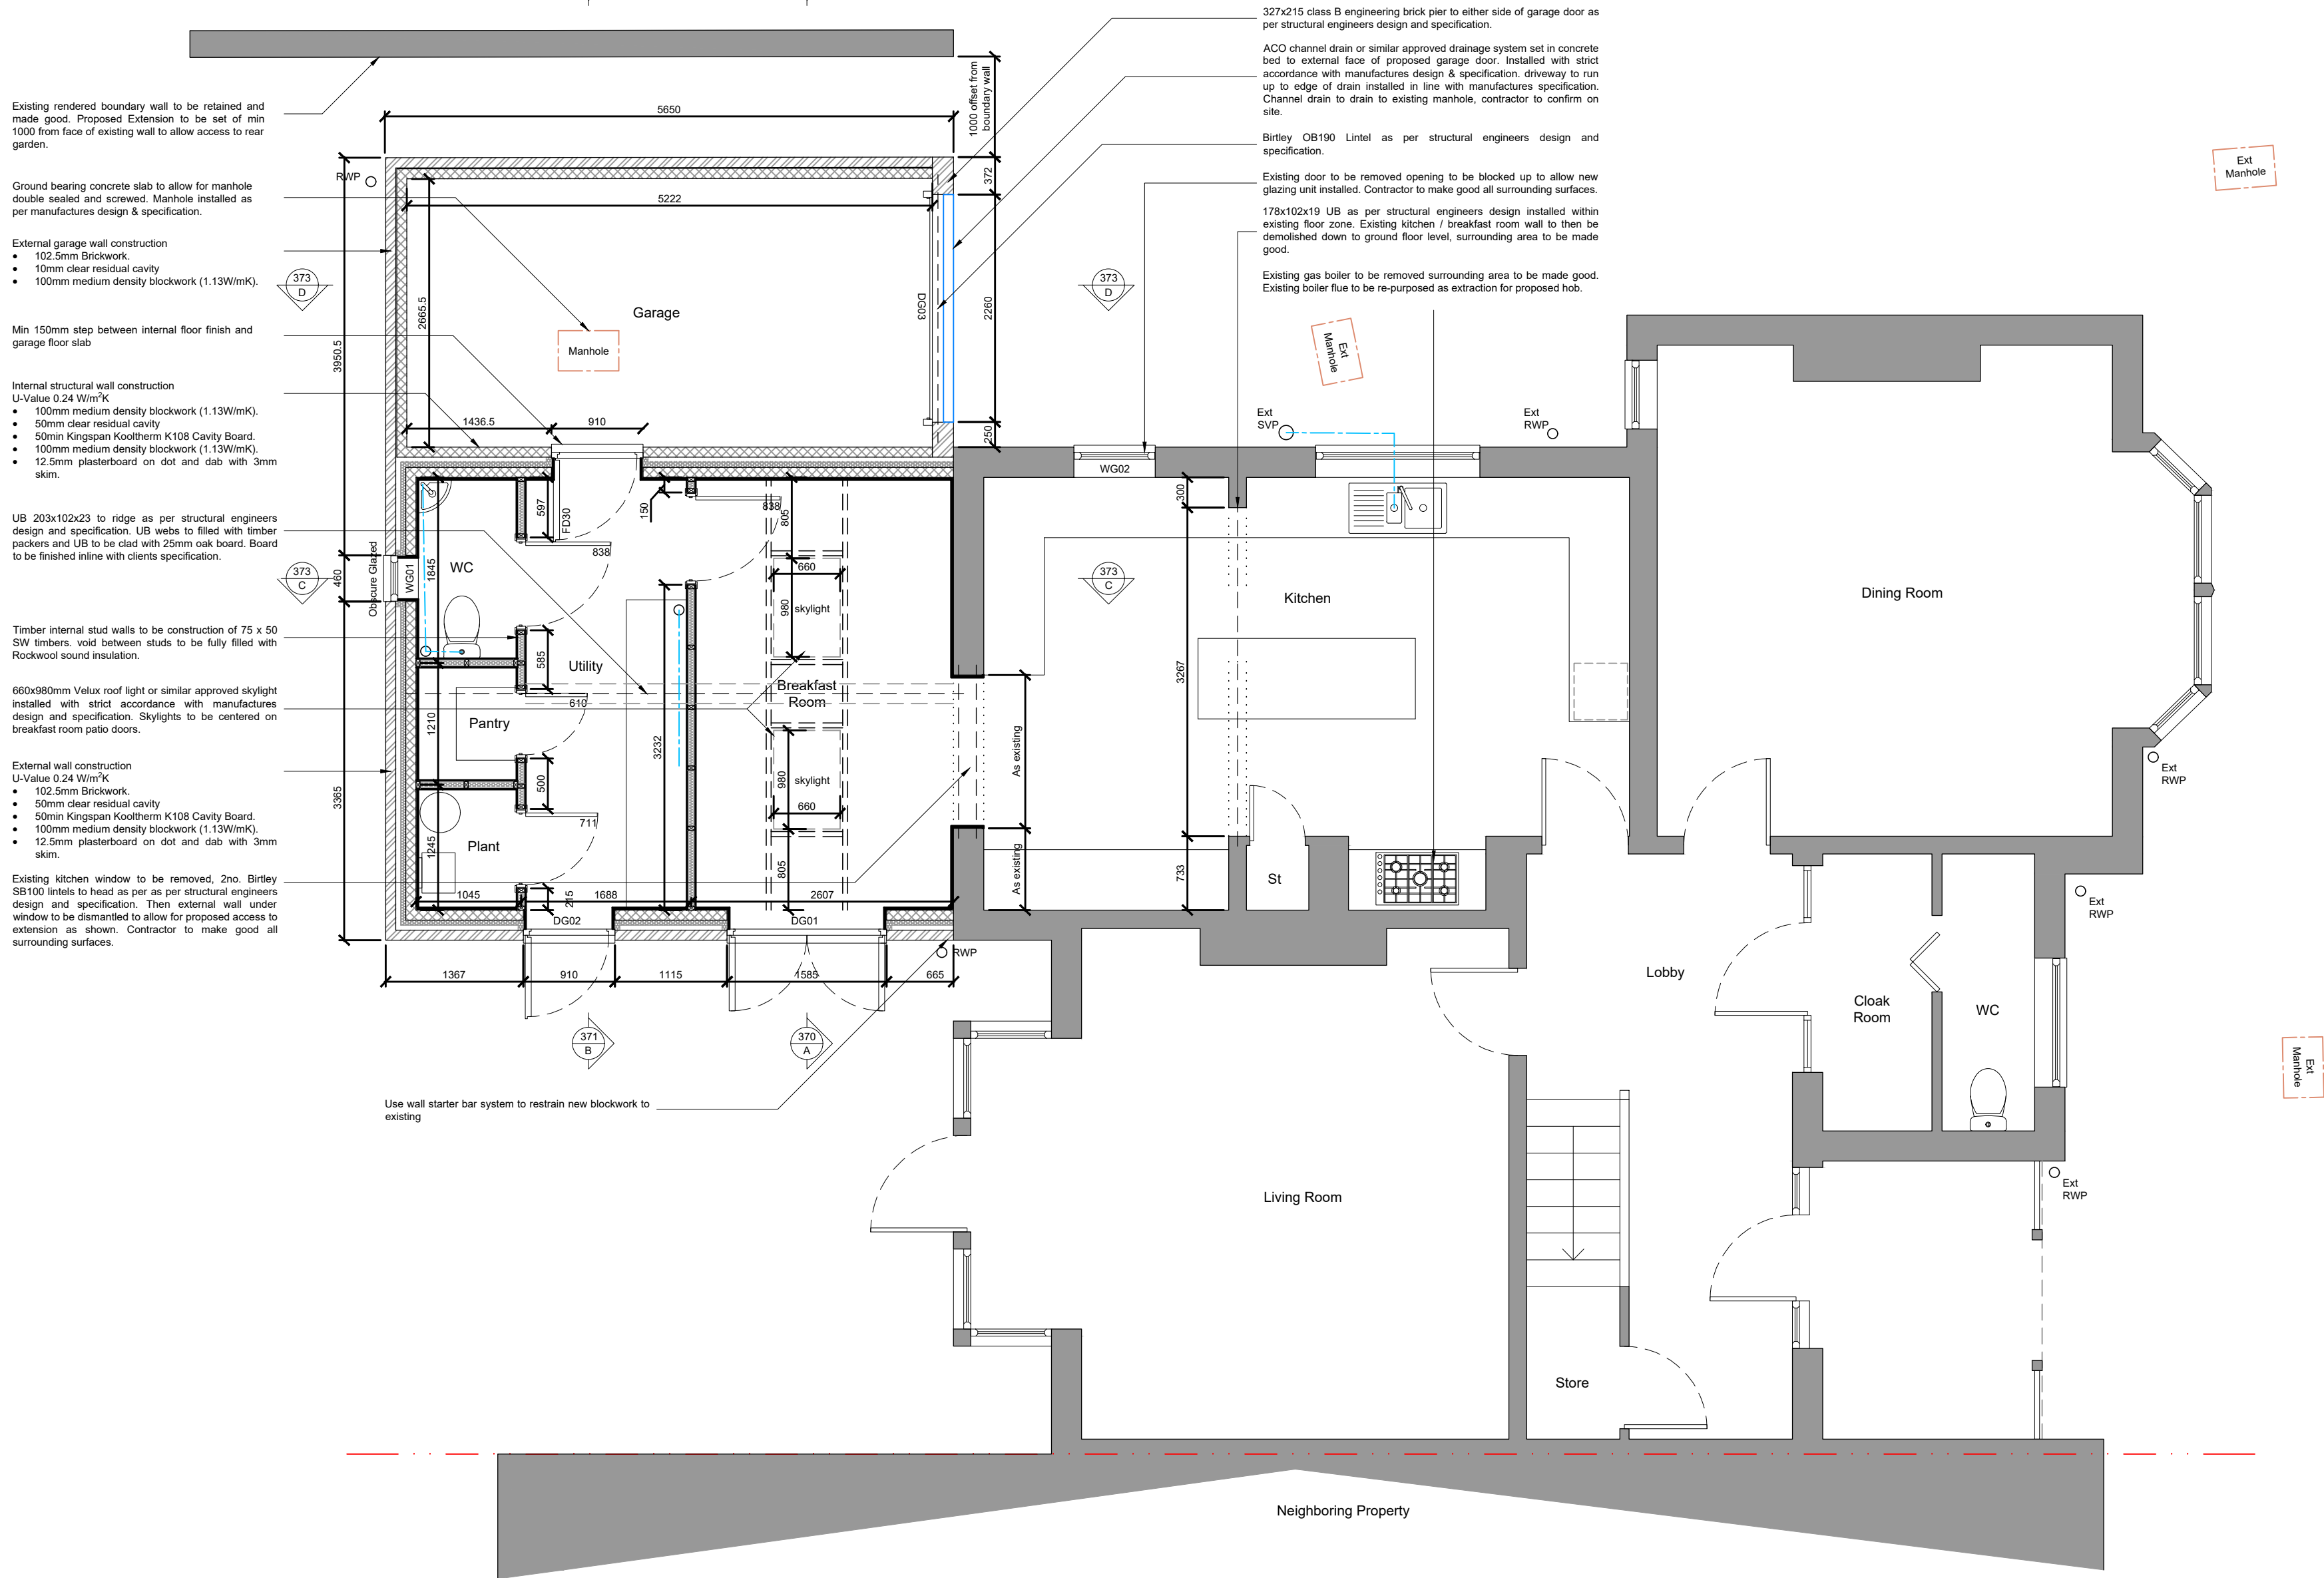 Existing rendered boundary wall to be retained and
made good. Proposed Extension to be set of min
1000 from face of existing wall to allow access to rear
garden.
Ground bearing concrete slab to allow for manhole
double sealed and screwed. Manhole installed as
per manufactures design & specification.
External garage wall construction
• 102.5mm Brickwork.
• 10mm clear residual cavity
• 100mm medium density blockwork (1.13W/mK).
Min 150mm step between internal floor finish and
garage floor slab
Internal structural wall construction
U-Value 0.24 W/m²K
• 100mm medium density blockwork (1.13W/mK).
• 50mm clear residual cavity
• 50min Kingspan Kooltherm K108 Cavity Board.
• 100mm medium density blockwork (1.13W/mK).
• 12.5mm plasterboard on dot and dab with 3mm
skim.
UB 203x102x23 to ridge as per structural engineers
design and specification. UB webs to filled with timber
packers and UB to be clad with 25mm oak board. Board
to be finished inline with clients specification.
Timber internal stud walls to be construction of 75 x 50
SW timbers. void between studs to be fully filled with
Rockwool sound insulation.
660x980mm Velux roof light or similar approved skylight
installed with strict accordance with manufactures
design and specification. Skylights to be centered on
breakfast room patio doors.
External wall construction
U-Value 0.24 W/m²K
• 102.5mm Brickwork.
• 50mm clear residual cavity
• 50min Kingspan Kooltherm K108 Cavity Board.
• 100mm medium density blockwork (1.13W/mK).
• 12.5mm plasterboard on dot and dab with 3mm
skim.
Existing kitchen window to be removed, 2no. Birtley
SB100 lintels to head as per as per structural engineers
design and specification. Then external wall under
window to be dismantled to allow for proposed access to
extension as shown. Contractor to make good all
surrounding surfaces.
327x215 class B engineering brick pier to either side of garage door as
per structural engineers design and specification.
ACO channel drain or similar approved drainage system set in concrete
bed to external face of proposed garage door. Installed with strict
accordance with manufactures design & specification. driveway to run
up to edge of drain installed in line with manufactures specification.
Channel drain to drain to existing manhole, contractor to confirm on
site.
Birtley OB190 Lintel as per structural engineers design and
specification.
Existing door to be removed opening to be blocked up to allow new
glazing unit installed. Contractor to make good all surrounding surfaces.
178x102x19 UB as per structural engineers design installed within
existing floor zone. Existing kitchen / breakfast room wall to then be
demolished down to ground floor level, surrounding area to be made
good.
Existing gas boiler to be removed surrounding area to be made good.
Existing boiler flue to be re-purposed as extraction for proposed hob.
5650
1000 offset from
boundary wall
RWP
372
5222
2665.5
3950.5
373
D
373
D
Garage
DG03
2260
Manhole
1436.5
910
250
Ext
Manhole
Ext
Manhole
Ext
SVP
Ext
RWP
WG02
597
FD30
150
838
805
300
838
WC
1845
WG01
460
Obscure Glazed
373
C
373
C
660
980
skylight
Kitchen
Dining Room
585
Utility
Breakfast
Room
610
Pantry
1210
3232
3267
As existing
500
980
skylight
660
3365
711
Plant
1245
805
As existing
733
St
Ext
RWP
1045
215
1688
2607
DG02
DG01
Ext
RWP
RWP
1367
910
1115
1585
665
Lobby
Cloak
Room
WC
371
B
370
A
Ext
Manhole
Use wall starter bar system to restrain new blockwork to
existing
Living Room
Ext
RWP
Store
Neighboring Property